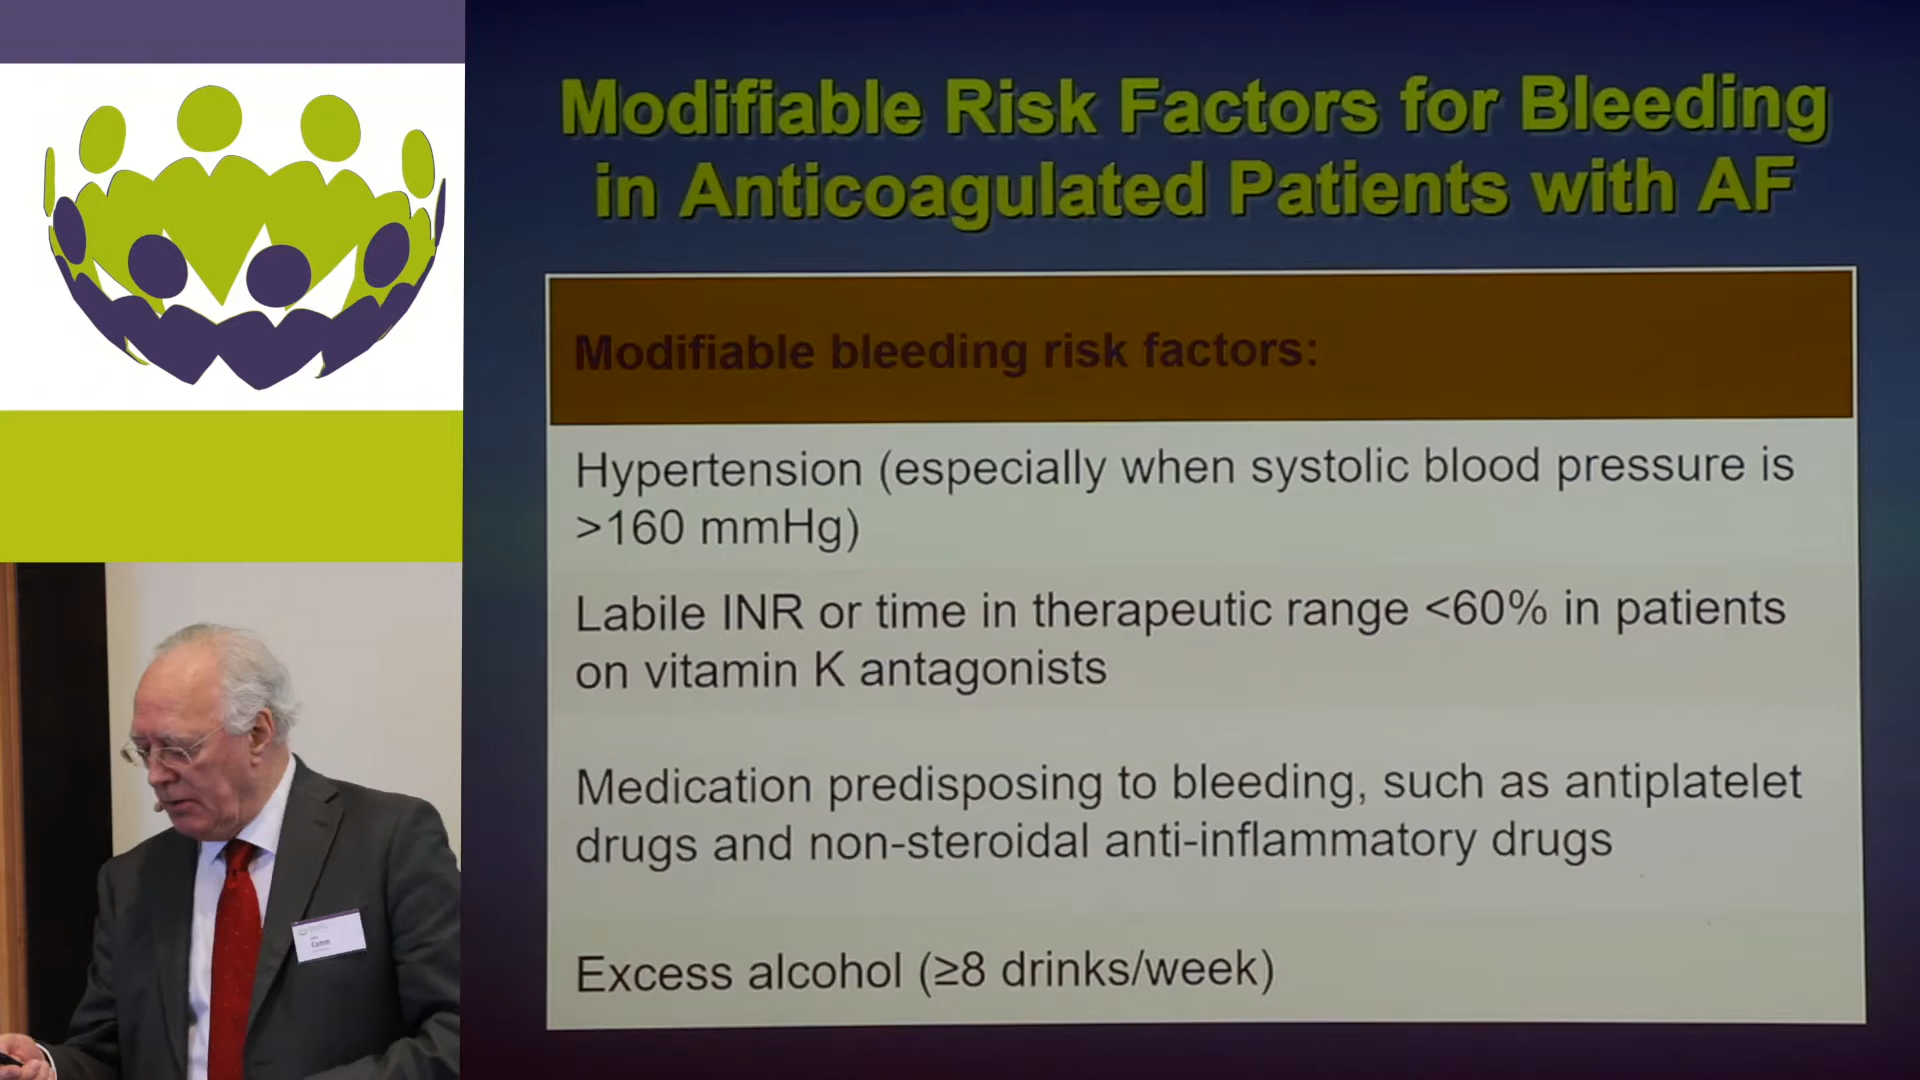 Modifiable Risk Factors for Bleeding
in Anticoagulated Patients with AF
Modifiable bleeding risk factors:
Hypertension (especially when systolic blood pressure is
>160 mmHg)
Labile INR or time in therapeutic range <60% in patients
on vitamin K antagonists
Medication predisposing to bleeding, such as antiplatelet
drugs and non-steroidal anti-inflammatory drugs
Excess alcohol (≥8 drinks/week)
Camm